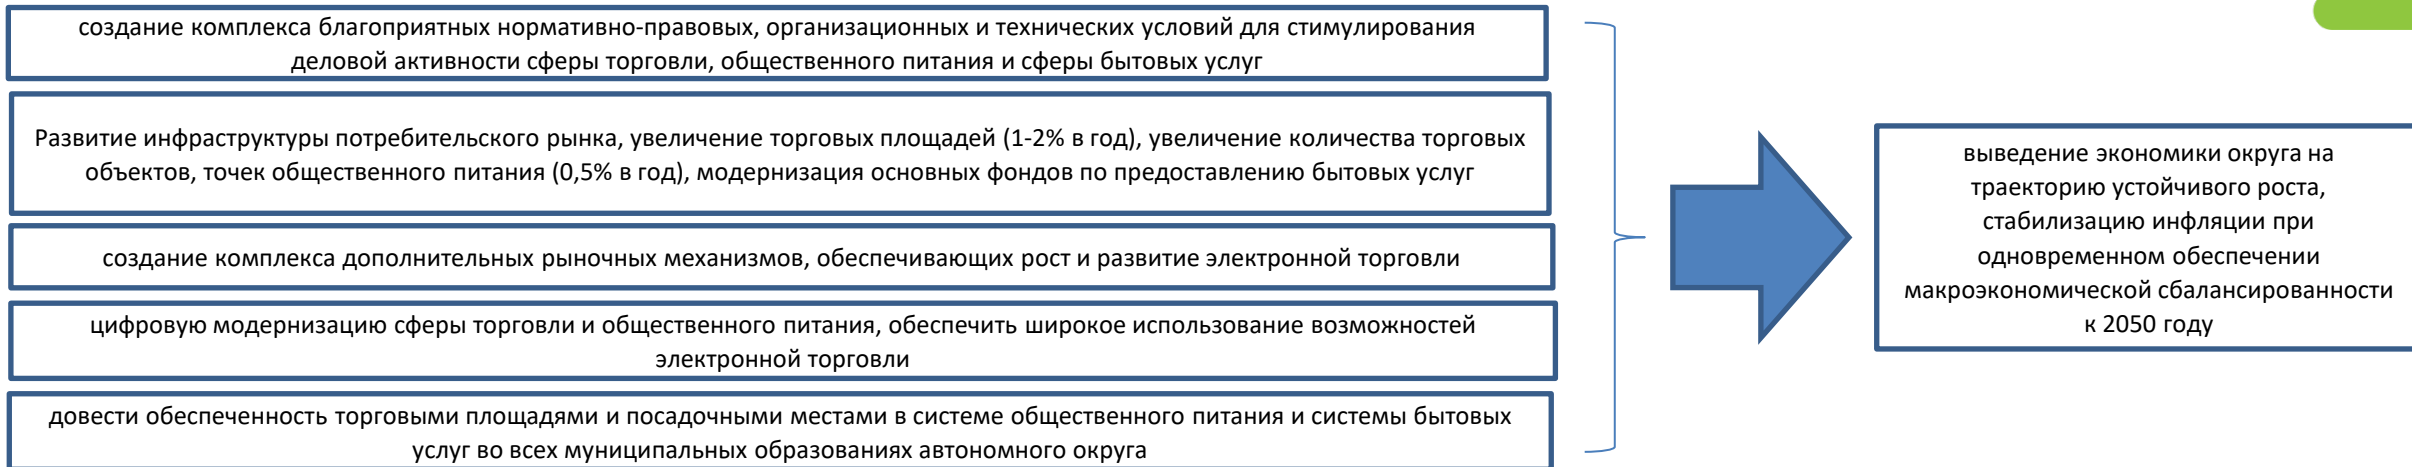 создание комплекса благоприятных нормативно-правовых, организационных и технических условий для стимулирования
деловой активности сферы торговли, общественного питания и сферы бытовых услуг
Развитие инфраструктуры потребительского рынка, увеличение торговых площадей (1-2% в год), увеличение количества торговых
объектов, точек общественного питания (0,5% в год), модернизация основных фондов по предоставлению бытовых услуг
создание комплекса дополнительных рыночных механизмов, обеспечивающих рост и развитие электронной торговли
цифровую модернизацию сферы торговли и общественного питания, обеспечить широкое использование возможностей
электронной торговли
довести обеспеченность торговыми площадями и посадочными местами в системе общественного питания и системы бытовых
услуг во всех муниципальных образованиях автономного округа
выведение экономики округа на
траекторию устойчивого роста,
стабилизацию инфляции при
одновременном обеспечении
макроэкономической сбалансированности
к 2050 году